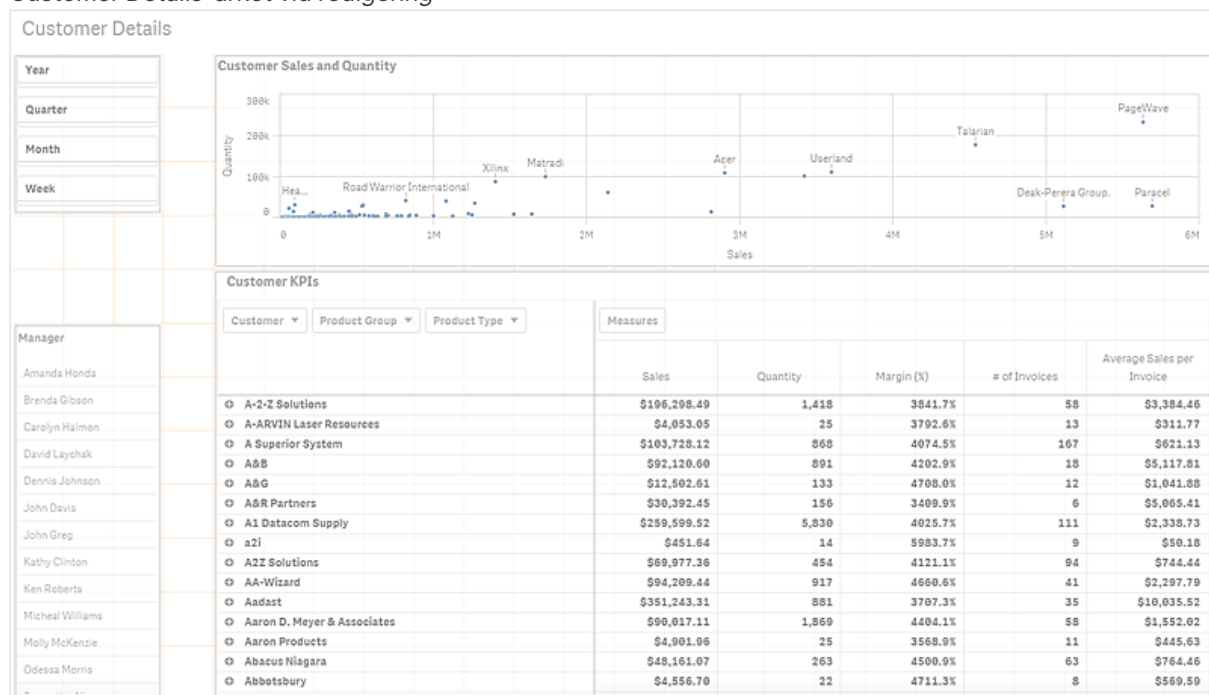 Customer Details-arket vid redigering
Customer Details
Year
Quarter
Month
Week
Manager
Amanda Honda
Brenda Gibson
Carolyn Halmon
David Laychak
Dennis Johnson
John Davis
John Greg
Kathy Clinton
Ken Roberts
Micheal Williams
Molly McKenzie
Odessa Morris
Customer Sales and Quantity
Quantity
300k
200k
100k
0
Hea...
Road Warrior International
Xilinx
Matradi
Acer
Userland
Talarian
PageWave
Deak-Perera Group.
Paracel
0 1M 2M 3M 4M 5M 6M
Sales
Customer KPIs
Customer Product Group Product Type Measures
Sales Quantity Margin (%) # of Invoices Average Sales per Invoice
A-2-Z Solutions $196,298.49 1,418 3841.7% 58 $3,384.46
A-ARVIN Laser Resources $4,053.05 25 3792.6% 13 $311.77
A Superior System $103,728.12 868 4074.5% 167 $621.13
A&B $92,120.60 891 4202.9% 18 $5,117.81
A&G $12,502.61 133 4708.0% 12 $1,041.88
A&R Partners $30,392.45 156 3409.9% 6 $5,065.41
A1 Datacom Supply $259,599.52 5,830 4025.7% 111 $2,338.73
a2i $451.64 14 5983.7% 9 $50.18
A2Z Solutions $69,977.36 454 4121.1% 94 $744.44
AA-Wizard $94,209.44 917 4660.6% 41 $2,297.79
Aadast $351,243.31 881 3707.3% 35 $10,035.52
Aaron D. Meyer & Associates $90,017.11 1,869 4404.1% 58 $1,552.02
Aaron Products $4,901.96 25 3568.9% 11 $445.63
Abacus Niagara $48,161.07 263 4500.9% 63 $764.46
Abbotsbury $4,556.70 22 4711.3% 8 $569.59